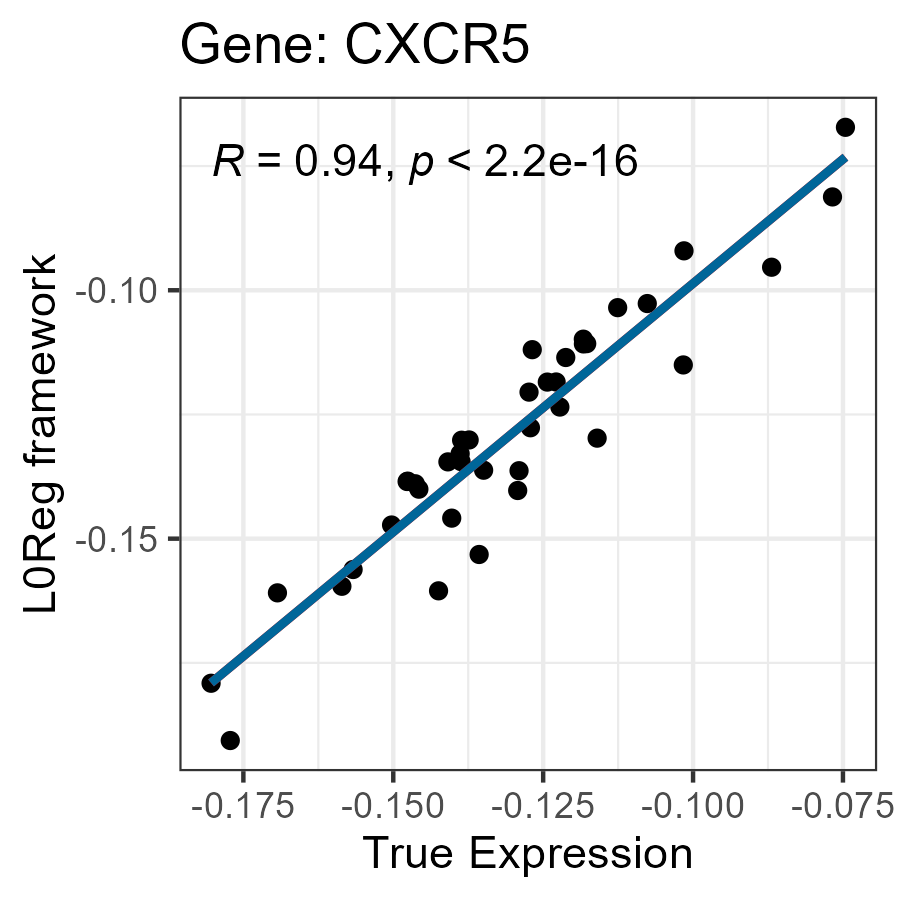 Gene: CXCR5
R = 0.94, p < 2.2e-16
L0Reg framework
-0.10
-0.15
-0.175
-0.150
-0.125
-0.100
-0.075
True Expression